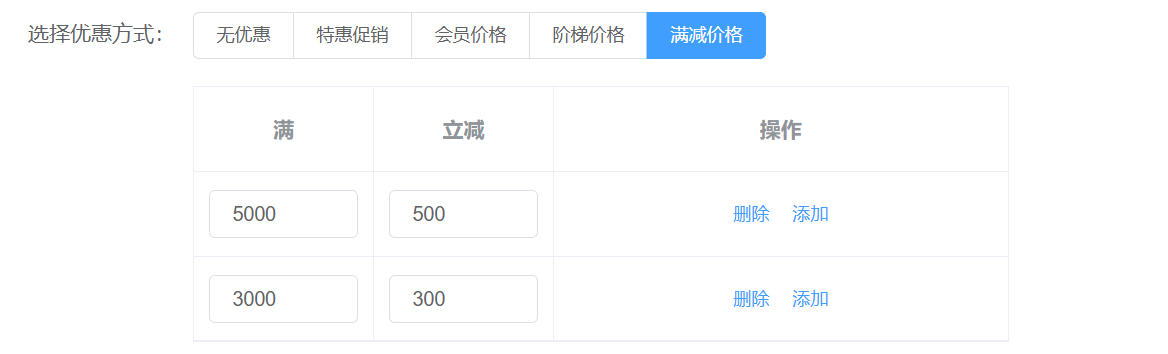 选择优惠方式： 无优惠 特惠促销 会员价格 阶梯价格 满减价格
满 立减 操作
5000 500 删除 添加
3000 300 删除 添加